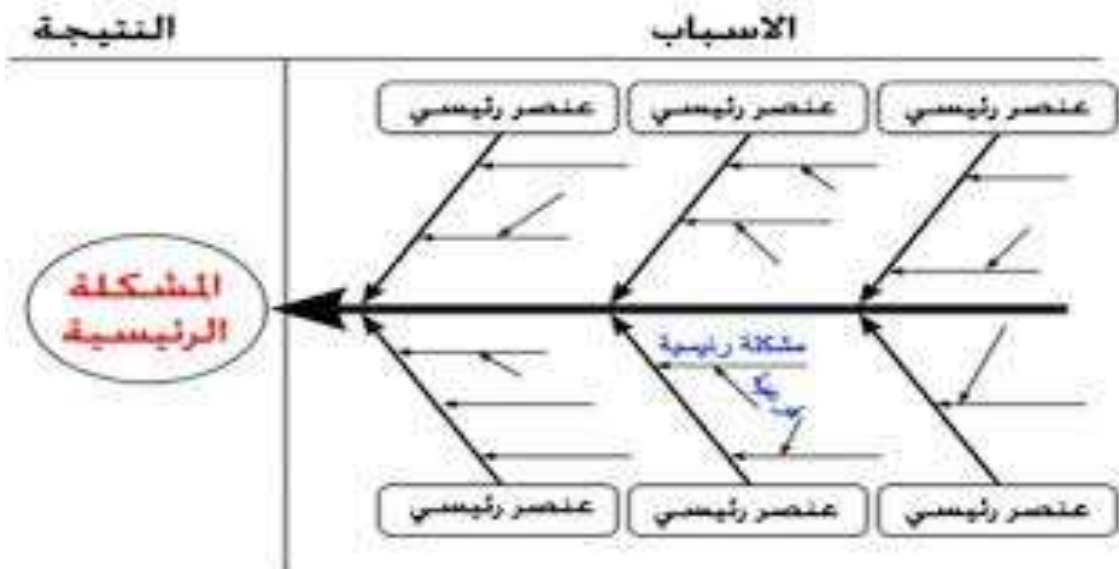 الاسباب
النتيجة
عنصر رئيسي
عنصر رئيسي
عنصر رئيسي
المشكلة
الرئيسية
مشكلة رئيسية
عنصر رئيسي
عنصر رئيسي
عنصر رئيسي